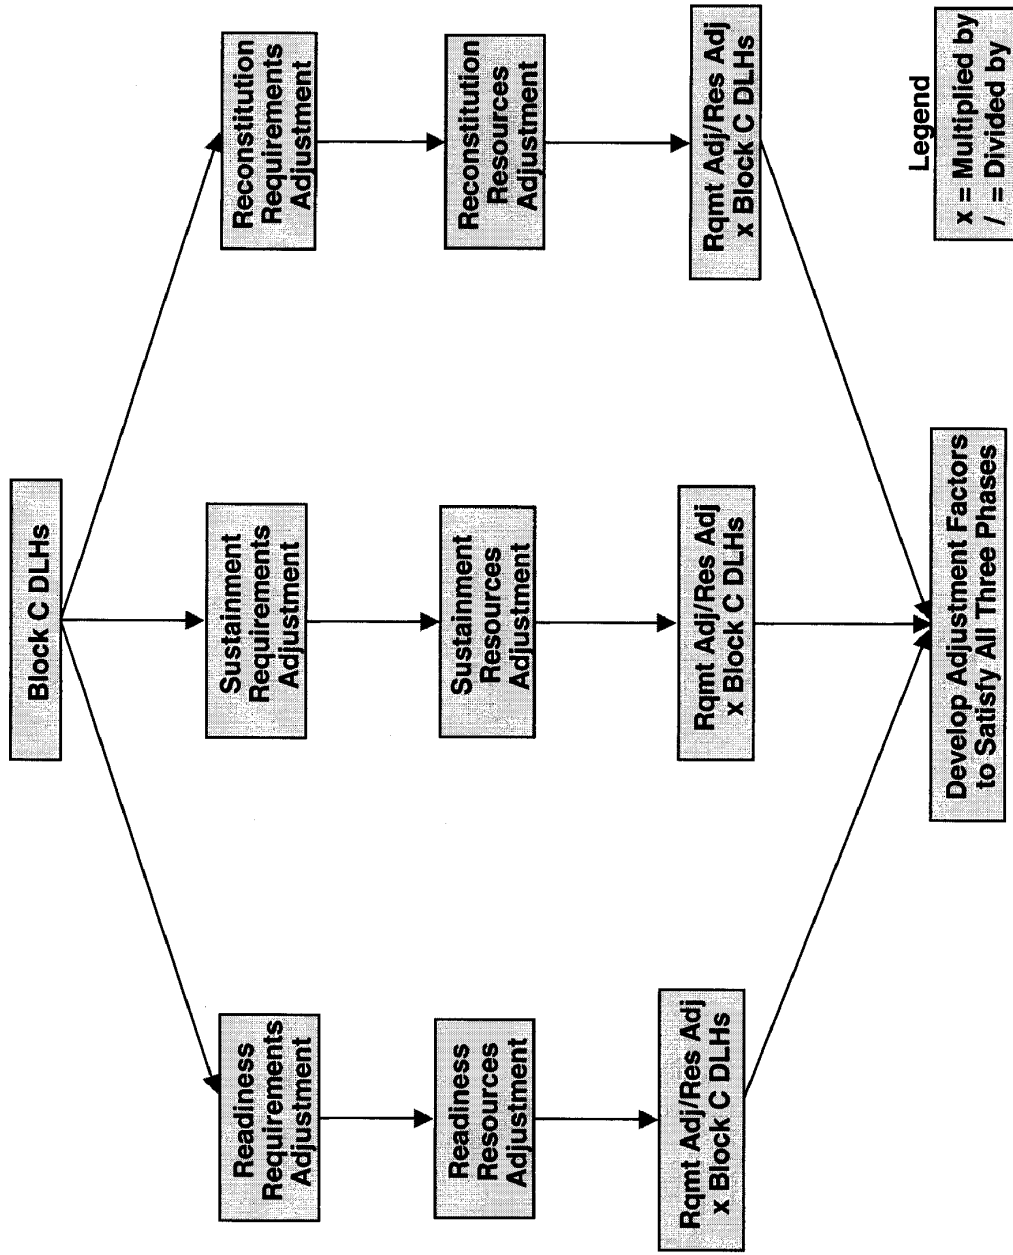 Block C DLHs
Readiness
Requirements
Adjustment
Sustainment
Requirements
Adjustment
Reconstitution
Requirements
Adjustment
Readiness
Resources
Adjustment
Sustainment
Resources
Adjustment
Reconstitution
Resources
Adjustment
Rqmt Adj/Res Adj
x Block C DLHs
Rqmt Adj/Res Adj
x Block C DLHs
Rqmt Adj/Res Adj
x Block C DLHs
Develop Adjustment Factors
to Satisfy All Three Phases
Legend
x = Multiplied by
/ = Divided by